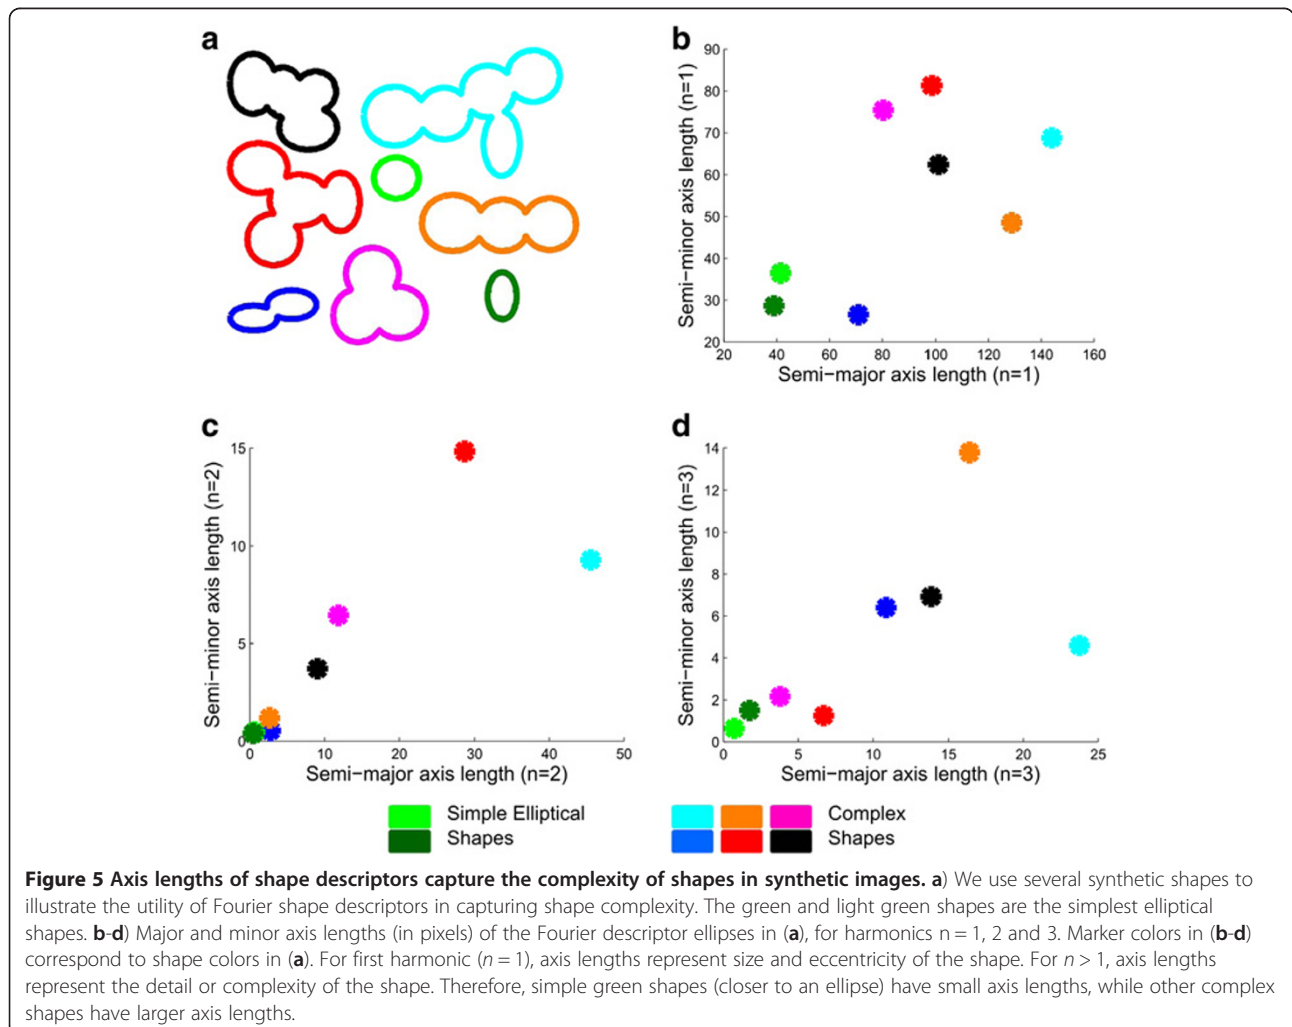 a
b
90
80
70
60
50
40
30
20
Semi-minor axis length (n=1)
20 40 60 80 100 120 140 160
Semi-major axis length (n=1)
c
15
10
5
0
Semi-minor axis length (n=2)
0 10 20 30 40 50
Semi-major axis length (n=2)
d
14
12
10
8
6
4
2
0
Semi-minor axis length (n=3)
0 5 10 15 20 25
Semi-major axis length (n=3)
Simple Elliptical
Shapes
Complex
Shapes
Figure 5 Axis lengths of shape descriptors capture the complexity of shapes in synthetic images. a) We use several synthetic shapes to
illustrate the utility of Fourier shape descriptors in capturing shape complexity. The green and light green shapes are the simplest elliptical
shapes. b-d) Major and minor axis lengths (in pixels) of the Fourier descriptor ellipses in (a), for harmonics n = 1, 2 and 3. Marker colors in (b-d)
correspond to shape colors in (a). For first harmonic (n = 1), axis lengths represent size and eccentricity of the shape. For n > 1, axis lengths
represent the detail or complexity of the shape. Therefore, simple green shapes (closer to an ellipse) have small axis lengths, while other complex
shapes have larger axis lengths.